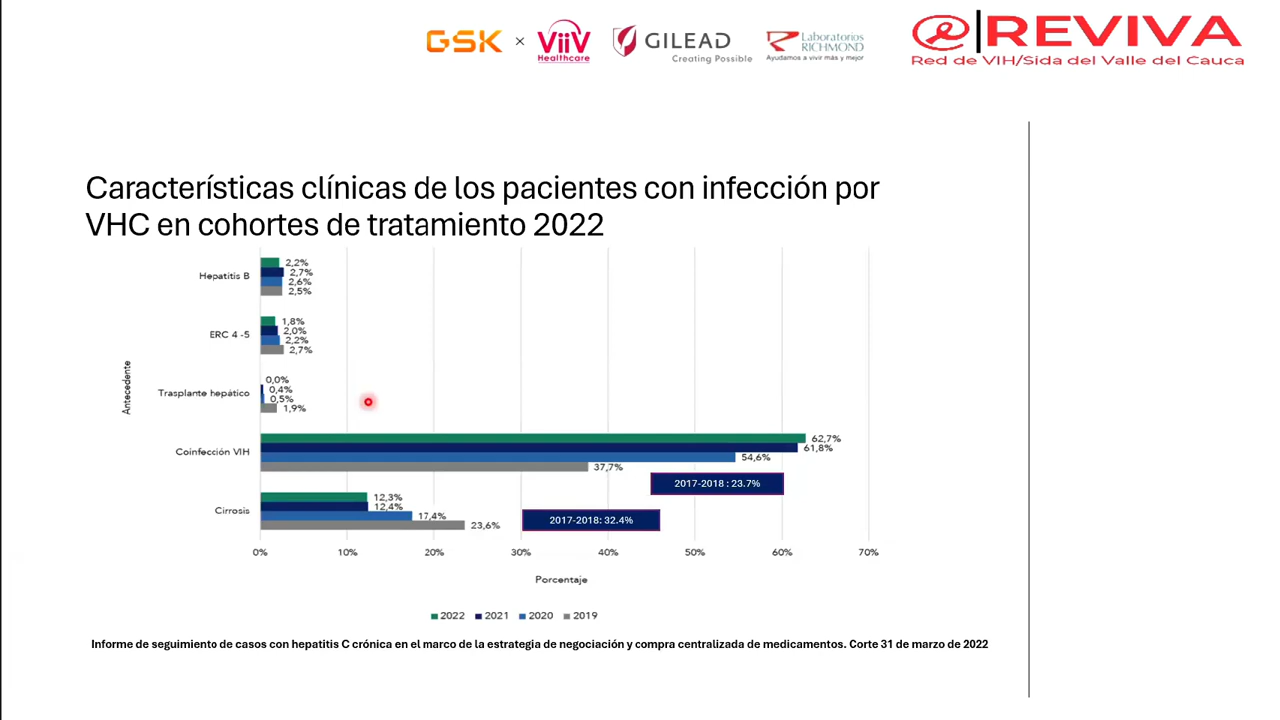 GSK × ViiV Healthcare
GILEAD
Creating Possible
Laboratorios
RICHMOND
Ayudamos a vivir más y mejor
REVIVA
Red de VIH/Sida del Valle del Cauca
Características clínicas de los pacientes con infección por
VHC en cohortes de tratamiento 2022
Antecedente
Hepatitis B
2,2%
2,7%
2,6%
2,5%
ERC 4 -5
1,8%
2,0%
2,2%
2,7%
Trasplante hepático
0,0%
0,4%
0,5%
1,9%
Coinfección VIH
62,7%
61,8%
54,6%
37,7%
2017-2018 : 23.7%
Cirrosis
12,3%
12,4%
17,4%
23,6%
2017-2018: 32.4%
0% 10% 20% 30% 40% 50% 60% 70%
Porcentaje
2022 2021 2020 2019
Informe de seguimiento de casos con hepatitis C crónica en el marco de la estrategia de negociación y compra centralizada de medicamentos. Corte 31 de marzo de 2022